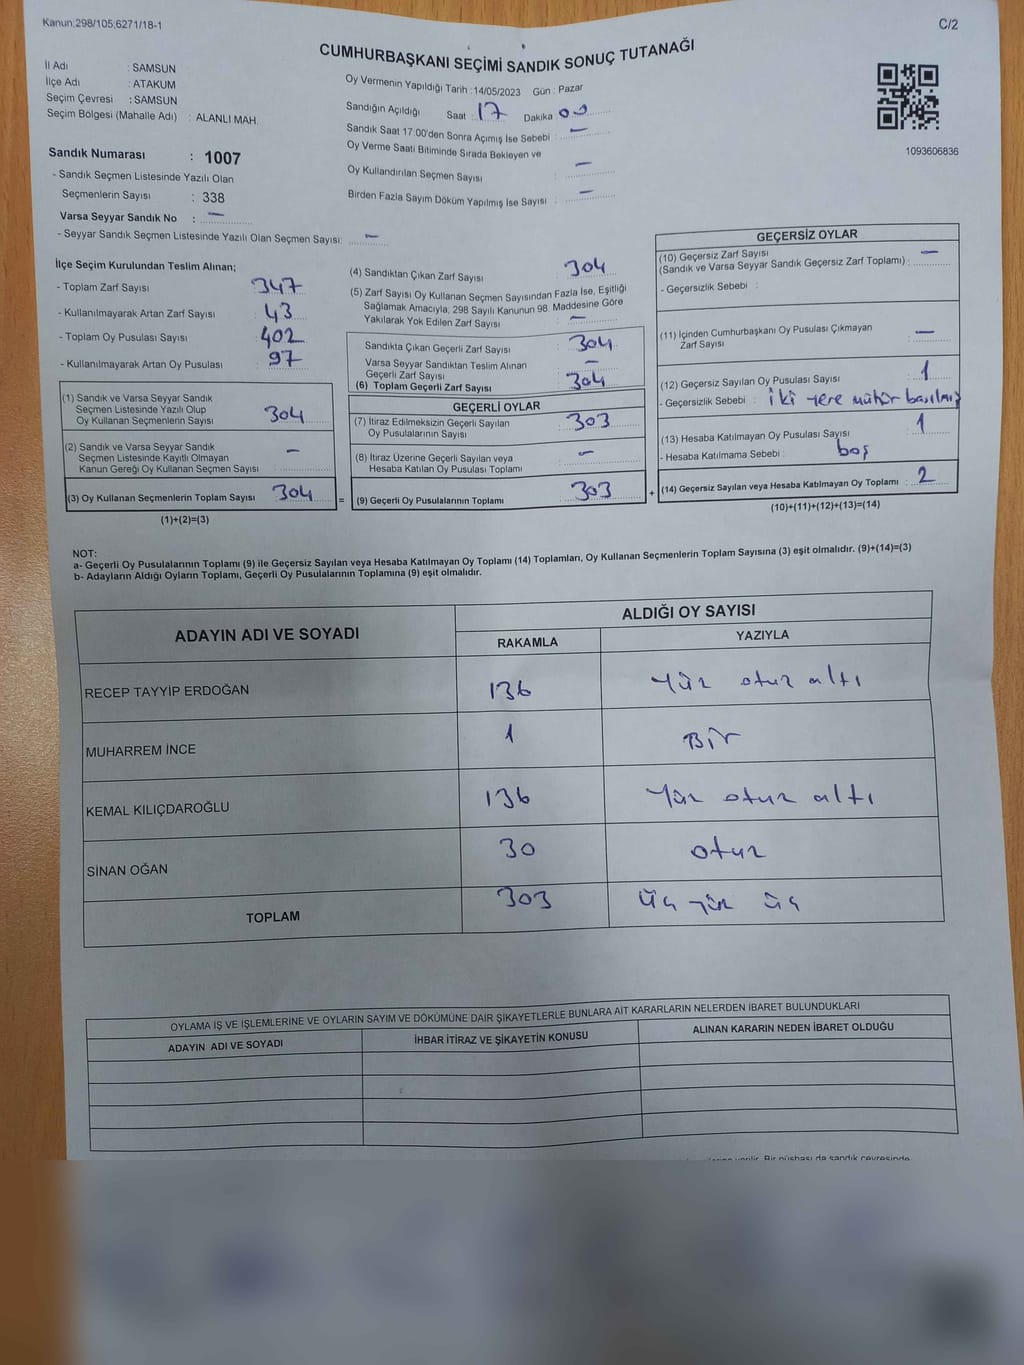 Kanun;298/105;6271/18-1
C/2
CUMHURBAŞKANI SEÇİMİ SANDIK SONUÇ TUTANAĞI
İl Adı : SAMSUN
İlçe Adı : ATAKUM
Seçim Çevresi : SAMSUN
Seçim Bölgesi (Mahalle Adı) : ALANLI MAH.
Sandık Numarası : 1007
- Sandık Seçmen Listesinde Yazılı Olan
Seçmenlerin Sayısı : 338
Varsa Seyyar Sandık No : —
- Seyyar Sandık Seçmen Listesinde Yazılı Olan Seçmen Sayısı: —
Oy Vermenin Yapıldığı Tarih :14/05/2023 Gün : Pazar
Sandığın Açıldığı Saat : 17 Dakika 00
Sandık Saat 17:00'den Sonra Açımış İse Sebebi : —
Oy Verme Saati Bitiminde Sırada Bekleyen ve
Oy Kullandırılan Seçmen Sayısı : —
Birden Fazla Sayım Döküm Yapılmış İse Sayısı : —
1093606836
İlçe Seçim Kurulundan Teslim Alınan;
- Toplam Zarf Sayısı : 347
- Kullanılmayarak Artan Zarf Sayısı : 43
- Toplam Oy Pusulası Sayısı : 402
- Kullanılmayarak Artan Oy Pusulası : 97
(1) Sandık ve Varsa Seyyar Sandık
Seçmen Listesinde Yazılı Olup
Oy Kullanan Seçmenlerin Sayısı : 304
(2) Sandık ve Varsa Seyyar Sandık
Seçmen Listesinde Kayıtlı Olmayan
Kanun Gereği Oy Kullanan Seçmen Sayısı : —
(3) Oy Kullanan Seçmenlerin Toplam Sayısı : 304
(1)+(2)=(3)
(4) Sandıktan Çıkan Zarf Sayısı : 304
(5) Zarf Sayısı Oy Kullanan Seçmen Sayısından Fazla İse, Eşitliği
Sağlamak Amacıyla, 298 Sayılı Kanunun 98. Maddesine Göre
Yakılarak Yok Edilen Zarf Sayısı : —
Sandıkta Çıkan Geçerli Zarf Sayısı : 304
Varsa Seyyar Sandıktan Teslim Alınan
Geçerli Zarf Sayısı : —
(6) Toplam Geçerli Zarf Sayısı : 304
GEÇERLİ OYLAR
(7) İtiraz Edilmeksizin Geçerli Sayılan
Oy Pusulalarının Sayısı : 303
(8) İtiraz Üzerine Geçerli Sayılan veya
Hesaba Katılan Oy Pusulası Toplamı : —
= (9) Geçerli Oy Pusulalarının Toplamı : 303
GEÇERSİZ OYLAR
(10) Geçersiz Zarf Sayısı
(Sandık ve Varsa Seyyar Sandık Geçersiz Zarf Toplamı) : —
- Geçersizlik Sebebi :
(11) İçinden Cumhurbaşkanı Oy Pusulası Çıkmayan
Zarf Sayısı : —
(12) Geçersiz Sayılan Oy Pusulası Sayısı : 1
- Geçersizlik Sebebi : iki yere mühür basılmış
(13) Hesaba Katılmayan Oy Pusulası Sayısı : 1
- Hesaba Katılmama Sebebi : boş
+ (14) Geçersiz Sayılan veya Hesaba Katılmayan Oy Toplamı : 2
(10)+(11)+(12)+(13)=(14)
NOT:
a- Geçerli Oy Pusulalarının Toplamı (9) ile Geçersiz Sayılan veya Hesaba Katılmayan Oy Toplamı (14) Toplamları, Oy Kullanan Seçmenlerin Toplam Sayısına (3) eşit olmalıdır. (9)+(14)=(3)
b- Adayların Aldığı Oyların Toplamı, Geçerli Oy Pusulalarının Toplamına (9) eşit olmalıdır.
ADAYIN ADI VE SOYADI
ALDIĞI OY SAYISI
RAKAMLA YAZIYLA
RECEP TAYYİP ERDOĞAN 136 Yüz otuz altı
MUHARREM İNCE 1 Bir
KEMAL KILIÇDAROĞLU 136 Yüz otuz altı
SİNAN OĞAN 30 otuz
TOPLAM 303 üç yüz üç
OYLAMA İŞ VE İŞLEMLERİNE VE OYLARIN SAYIM VE DÖKÜMÜNE DAİR ŞİKAYETLERLE BUNLARA AİT KARARLARIN NELERDEN İBARET BULUNDUKLARI
ADAYIN ADI VE SOYADI İHBAR İTİRAZ VE ŞİKAYETİN KONUSU ALINAN KARARIN NEDEN İBARET OLDUĞU
verilir. Bir nüshası da sandık çevresinde